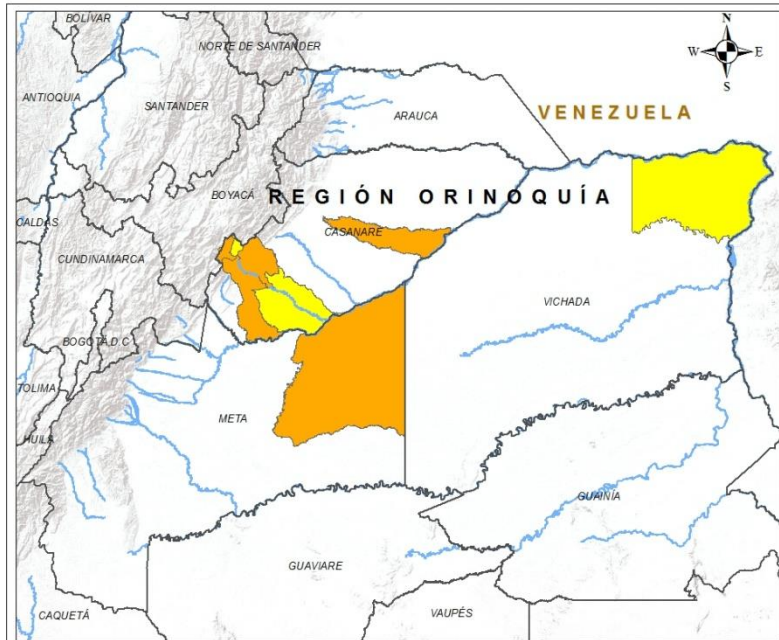 BOLÍVAR
N
W E
S
NORTE DE SANTANDER
ANTIOQUIA
SANTANDER
ARAUCA
VENEZUELA
BOYACÁ
REGIÓN ORINOQUÍA
CALDAS
CASANARE
CUNDINAMARCA
VICHADA
BOGOTÁ D.C
TOLIMA
META
HUILA
GUAINÍA
GUAVIARE
CAQUETÁ
VAUPÉS